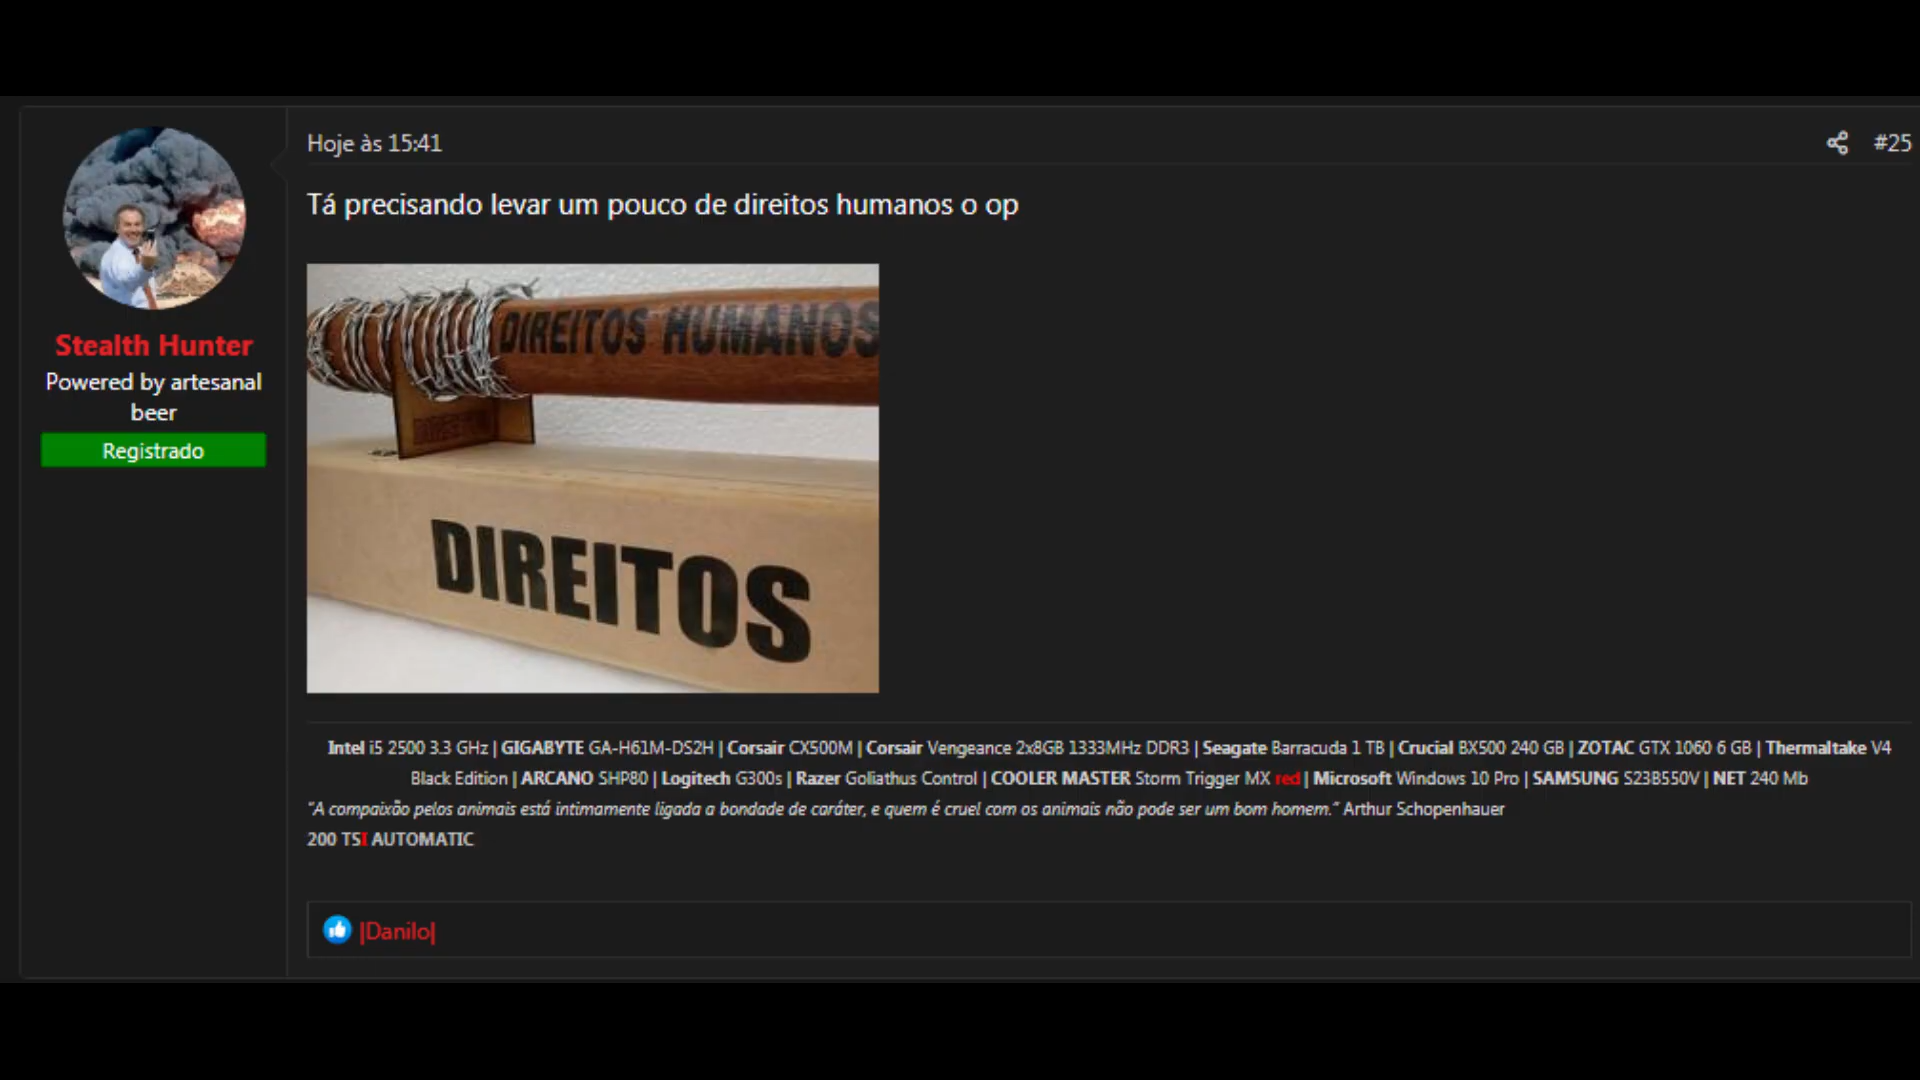 Hoje às 15:41
#25
Tá precisando levar um pouco de direitos humanos o op
Stealth Hunter
Powered by artesanal
beer
Registrado
DIREITOS HUMANOS
DIREITOS
Intel i5 2500 3.3 GHz | GIGABYTE GA-H61M-DS2H | Corsair CX500M | Corsair Vengeance 2x8GB 1333MHz DDR3 | Seagate Barracuda 1 TB | Crucial BX500 240 GB | ZOTAC GTX 1060 6 GB | Thermaltake V4
Black Edition | ARCANO SHP80 | Logitech G300s | Razer Goliathus Control | COOLER MASTER Storm Trigger MX red | Microsoft Windows 10 Pro | SAMSUNG S23B550V | NET 240 Mb
"A compaixão pelos animais está intimamente ligada a bondade de caráter, e quem é cruel com os animais não pode ser um bom homem." Arthur Schopenhauer
200 TSI AUTOMATIC
|Danilo|